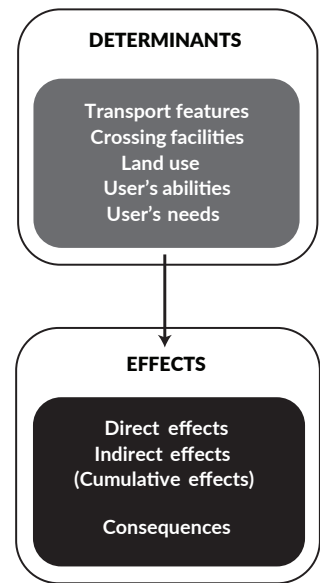 DETERMINANTS
Transport features
Crossing facilities
Land use
User’s abilities
User’s needs
EFFECTS
Direct effects
Indirect effects
(Cumulative effects)
Consequences